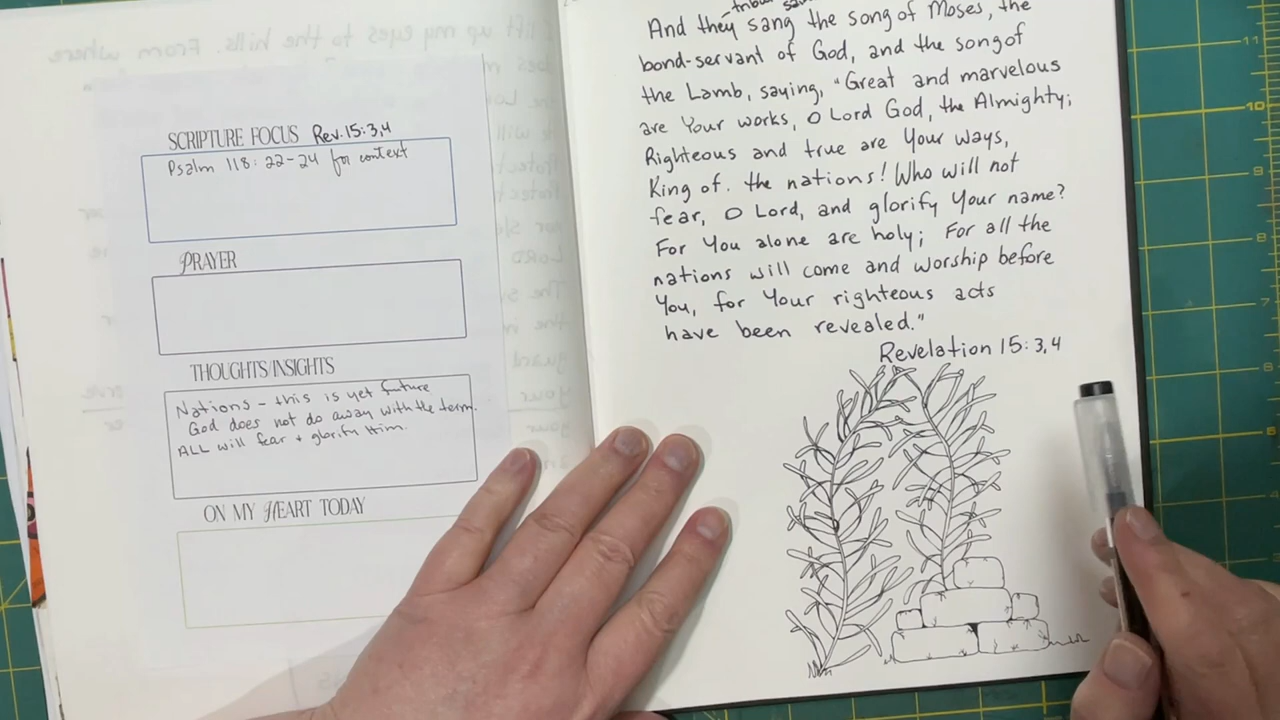 SCRIPTURE FOCUS Rev. 15:3,4
Psalm 118: 22-24 for context
PRAYER
THOUGHTS/INSIGHTS
Nations - this is yet future
God does not do away with the term.
ALL will fear + glorify Him.
ON MY HEART TODAY
And they sang the song of Moses, the
bond-servant of God, and the song of
the Lamb, saying, "Great and marvelous
are Your works, O Lord God, the Almighty;
Righteous and true are Your ways,
King of. the nations! Who will not
fear, O Lord, and glorify Your name?
For You alone are holy; For all the
nations will come and worship before
You, for Your righteous acts
have been revealed."
Revelation 15:3,4
11
10
9
8